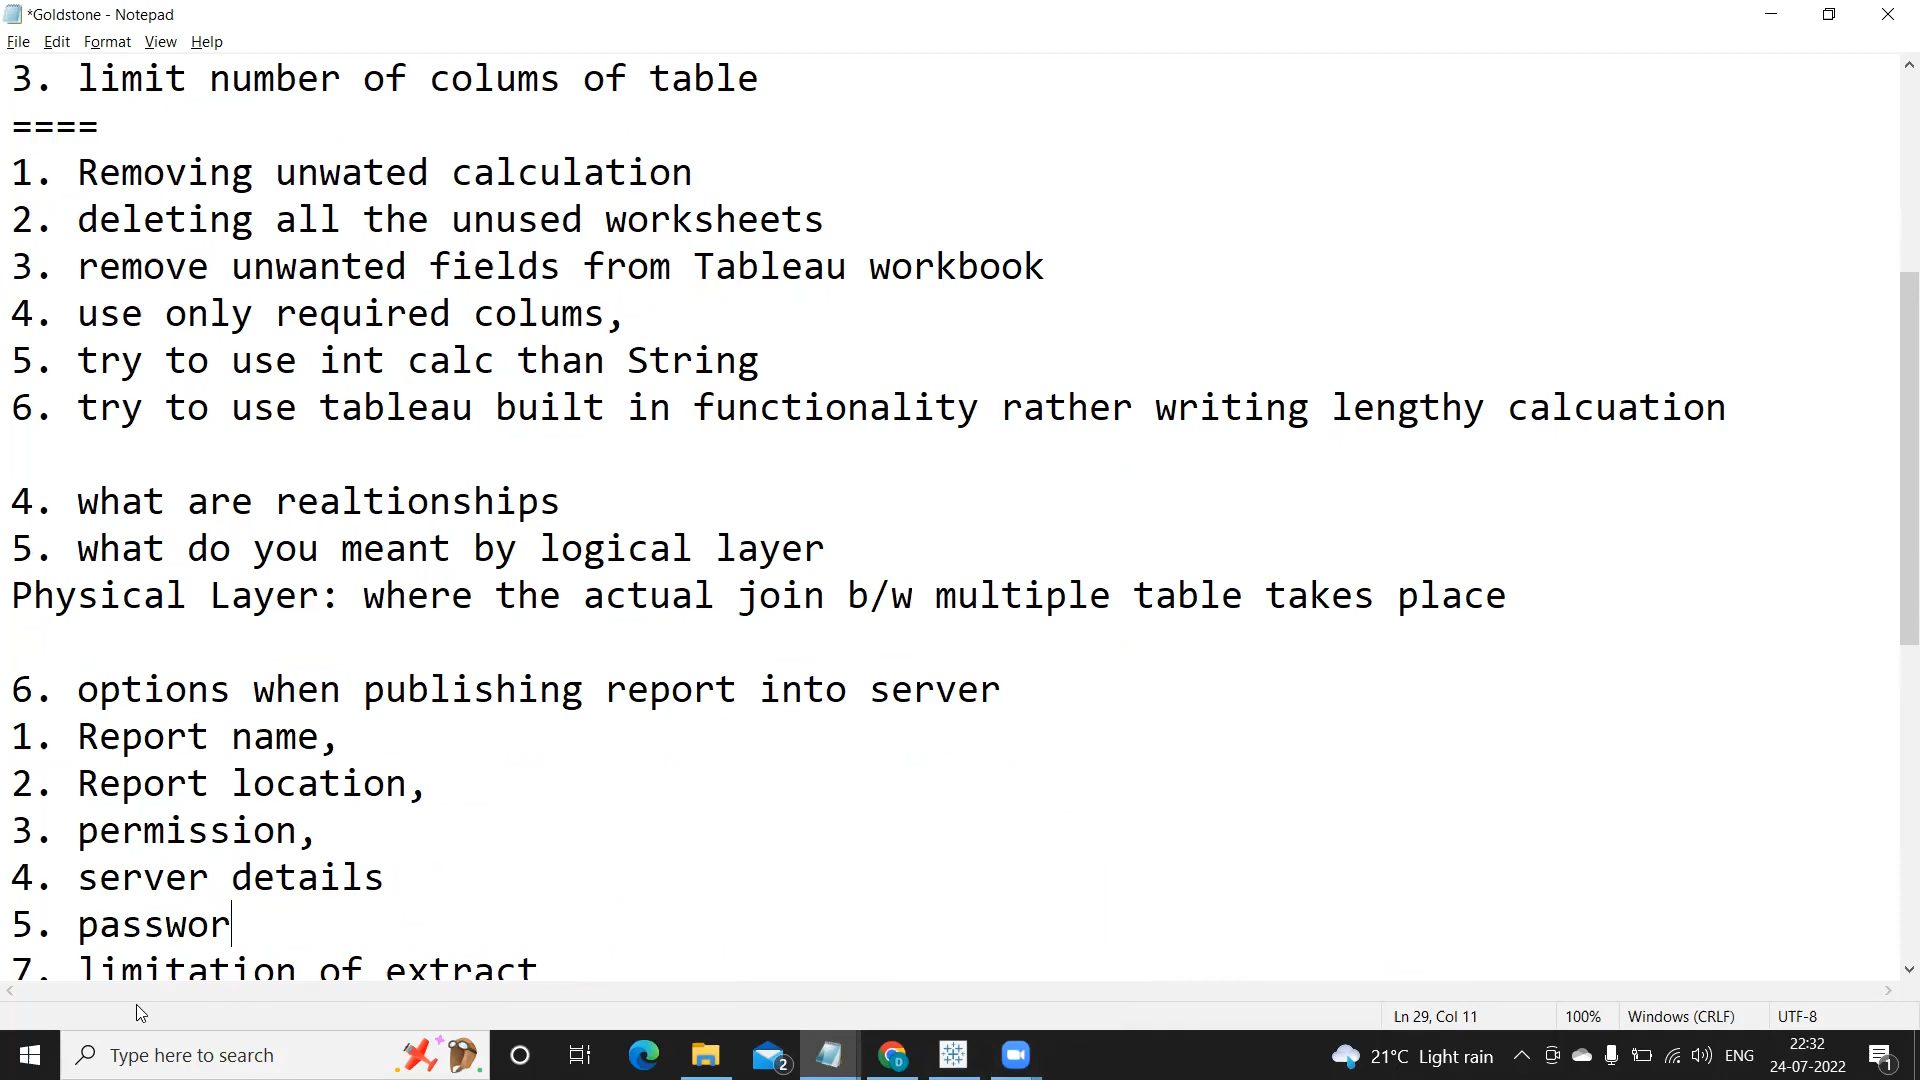 *Goldstone - Notepad
File Edit Format View Help
3. limit number of colums of table
====
1. Removing unwated calculation
2. deleting all the unused worksheets
3. remove unwanted fields from Tableau workbook
4. use only required colums,
5. try to use int calc than String
6. try to use tableau built in functionality rather writing lengthy calcuation
4. what are realtionships
5. what do you meant by logical layer
Physical Layer: where the actual join b/w multiple table takes place
6. options when publishing report into server
1. Report name,
2. Report location,
3. permission,
4. server details
5. passwor
7. limitation of extract
Ln 29, Col 11 100% Windows (CRLF) UTF-8
Type here to search 2 D 21°C Light rain ENG 22:32 1
24-07-2022